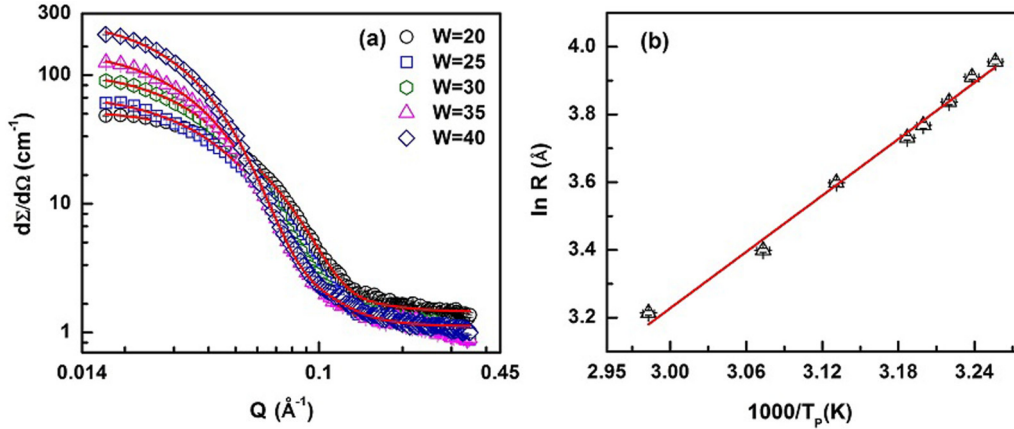 300
100
10
1
dΣ/dΩ (cm⁻¹)
0.014
0.1
0.45
Q (Å⁻¹)
(a)
W=20
W=25
W=30
W=35
W=40
(b)
4.0
3.8
3.6
3.4
3.2
ln R (Å)
2.95
3.00
3.06
3.12
3.18
3.24
1000/Tₚ(K)